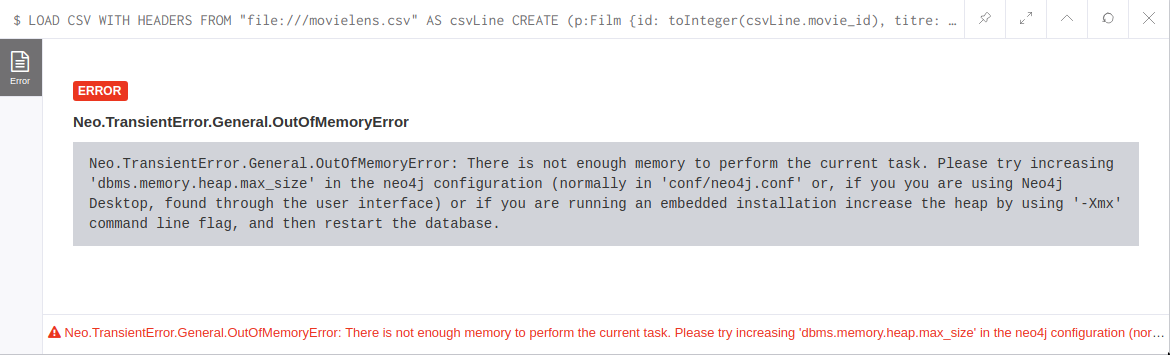 $ LOAD CSV WITH HEADERS FROM "file:///movielens.csv" AS csvLine CREATE (p:Film {id: toInteger(csvLine.movie_id), titre: …
Error
ERROR
Neo.TransientError.General.OutOfMemoryError
Neo.TransientError.General.OutOfMemoryError: There is not enough memory to perform the current task. Please try increasing
'dbms.memory.heap.max_size' in the neo4j configuration (normally in 'conf/neo4j.conf' or, if you you are using Neo4j
Desktop, found through the user interface) or if you are running an embedded installation increase the heap by using '-Xmx'
command line flag, and then restart the database.
Neo.TransientError.General.OutOfMemoryError: There is not enough memory to perform the current task. Please try increasing 'dbms.memory.heap.max_size' in the neo4j configuration (nor…